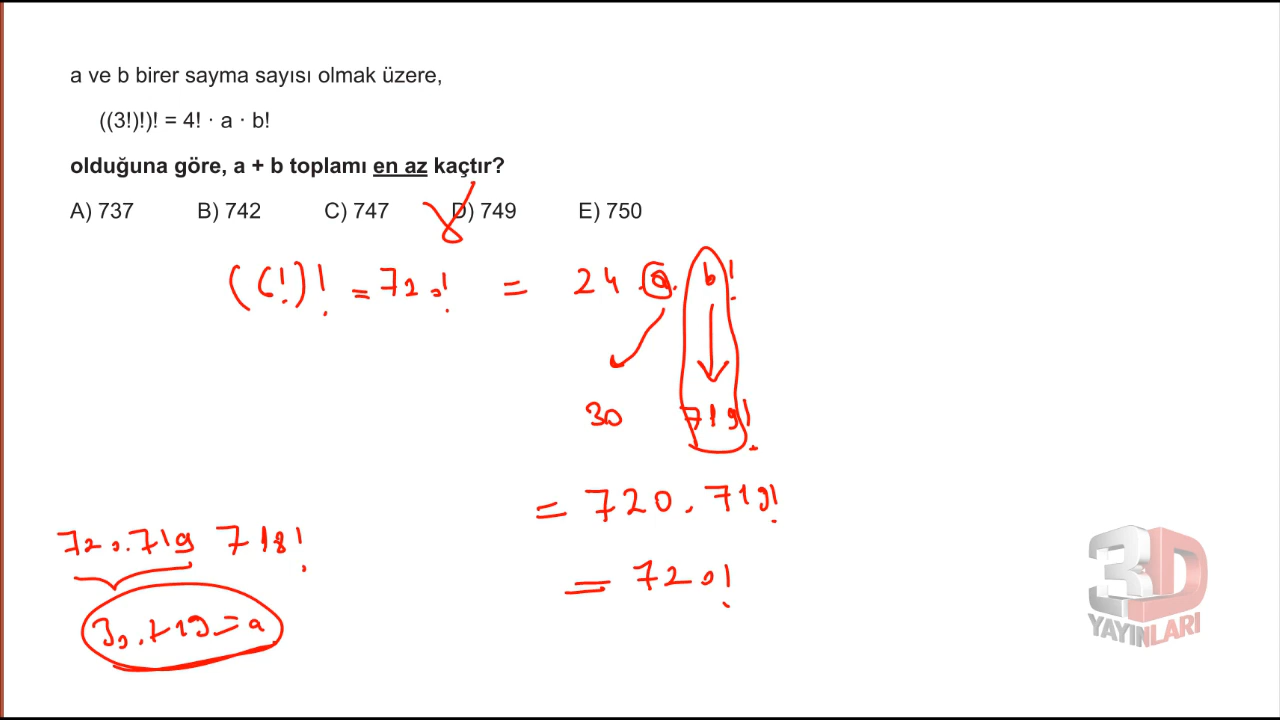 a ve b birer sayma sayısı olmak üzere,
((3!)!)! = 4! · a · b!
olduğuna göre, a + b toplamı en az kaçtır?
A) 737 B) 742 C) 747 D) 749 E) 750
(6!)! = 720! = 24 · a · b!
30 719!
= 720 . 719!
720 . 719 718!
= 720!
30 . 719 = a
3D
YAYINLARI